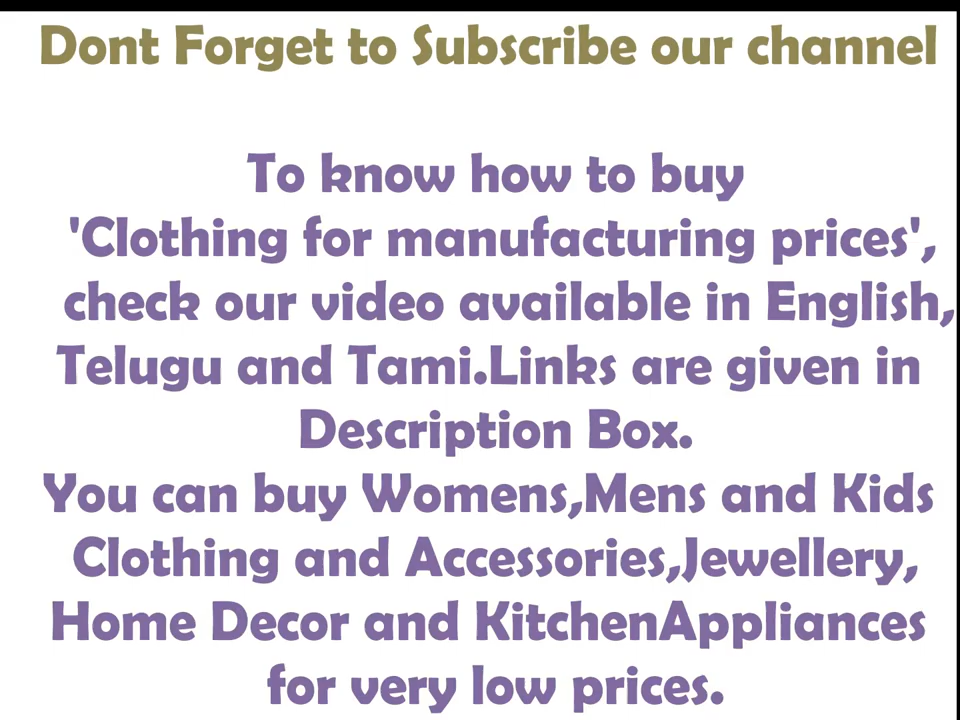 Dont Forget to Subscribe our channel
To know how to buy
'Clothing for manufacturing prices',
check our video available in English,
Telugu and Tami.Links are given in
Description Box.
You can buy Womens,Mens and Kids
Clothing and Accessories,Jewellery,
Home Decor and KitchenAppliances
for very low prices.